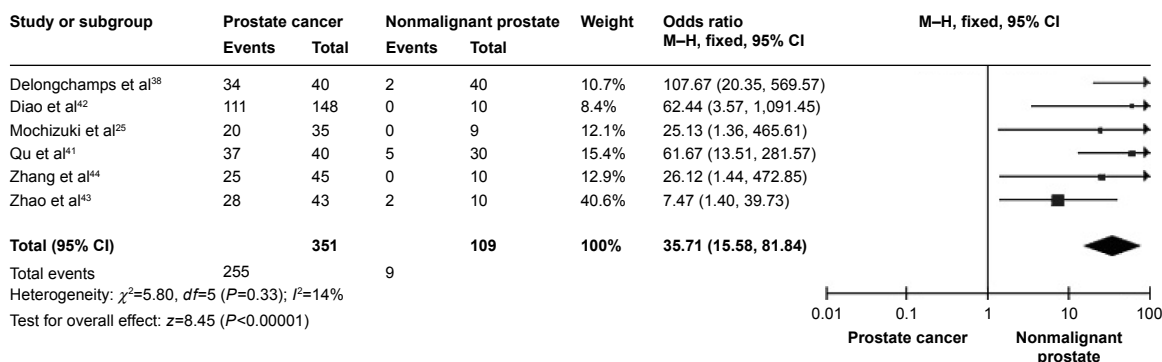 Study or subgroup Prostate cancer Nonmalignant prostate Weight Odds ratio M–H, fixed, 95% CI
Events Total Events Total M–H, fixed, 95% CI
Delongchamps et al³⁸ 34 40 2 40 10.7% 107.67 (20.35, 569.57)
Diao et al⁴² 111 148 0 10 8.4% 62.44 (3.57, 1,091.45)
Mochizuki et al²⁵ 20 35 0 9 12.1% 25.13 (1.36, 465.61)
Qu et al⁴¹ 37 40 5 30 15.4% 61.67 (13.51, 281.57)
Zhang et al⁴⁴ 25 45 0 10 12.9% 26.12 (1.44, 472.85)
Zhao et al⁴³ 28 43 2 10 40.6% 7.47 (1.40, 39.73)
Total (95% CI) 351 109 100% 35.71 (15.58, 81.84)
Total events 255 9
Heterogeneity: χ²=5.80, df=5 (P=0.33); I²=14%
Test for overall effect: z=8.45 (P<0.00001)
0.01 0.1 1 10 100
Prostate cancer Nonmalignant
prostate